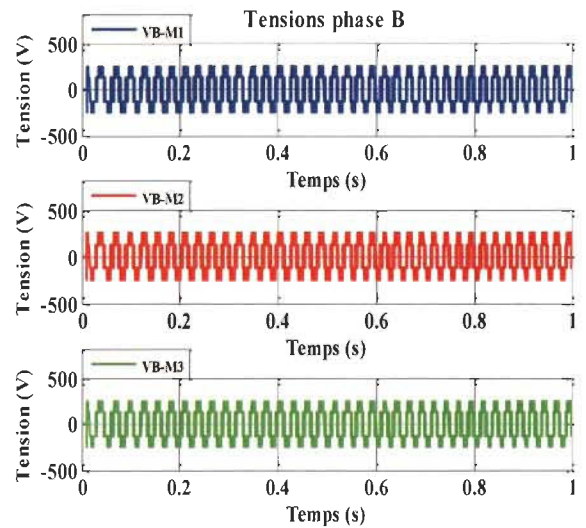 Tensions phase B
VB-M1
Tension (V)
500
0
-500
0 0.2 0.4 0.6 0.8 1
Temps (s)
VB-M2
Tension (V)
500
0
-500
0 0.2 0.4 0.6 0.8 1
Temps (s)
VB-M3
Tension (V)
500
0
-500
0 0.2 0.4 0.6 0.8 1
Temps (s)